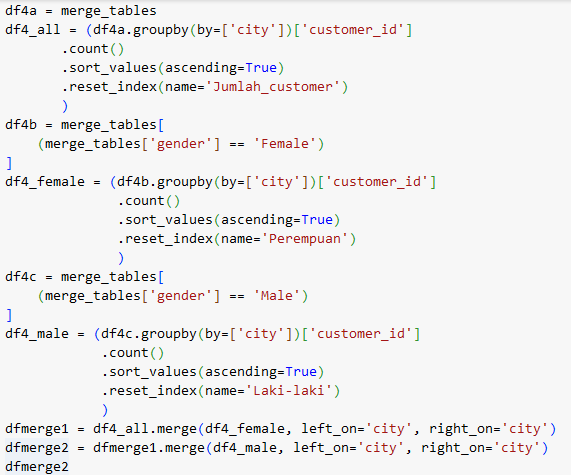 df4a = merge_tables
df4_all = (df4a.groupby(by=['city'])['customer_id']
       .count()
       .sort_values(ascending=True)
       .reset_index(name='Jumlah_customer')
       )
df4b = merge_tables[
    (merge_tables['gender'] == 'Female')
]
df4_female = (df4b.groupby(by=['city'])['customer_id']
              .count()
              .sort_values(ascending=True)
              .reset_index(name='Perempuan')
              )
df4c = merge_tables[
    (merge_tables['gender'] == 'Male')
]
df4_male = (df4c.groupby(by=['city'])['customer_id']
            .count()
            .sort_values(ascending=True)
            .reset_index(name='Laki-laki')
            )
dfmerge1 = df4_all.merge(df4_female, left_on='city', right_on='city')
dfmerge2 = dfmerge1.merge(df4_male, left_on='city', right_on='city')
dfmerge2